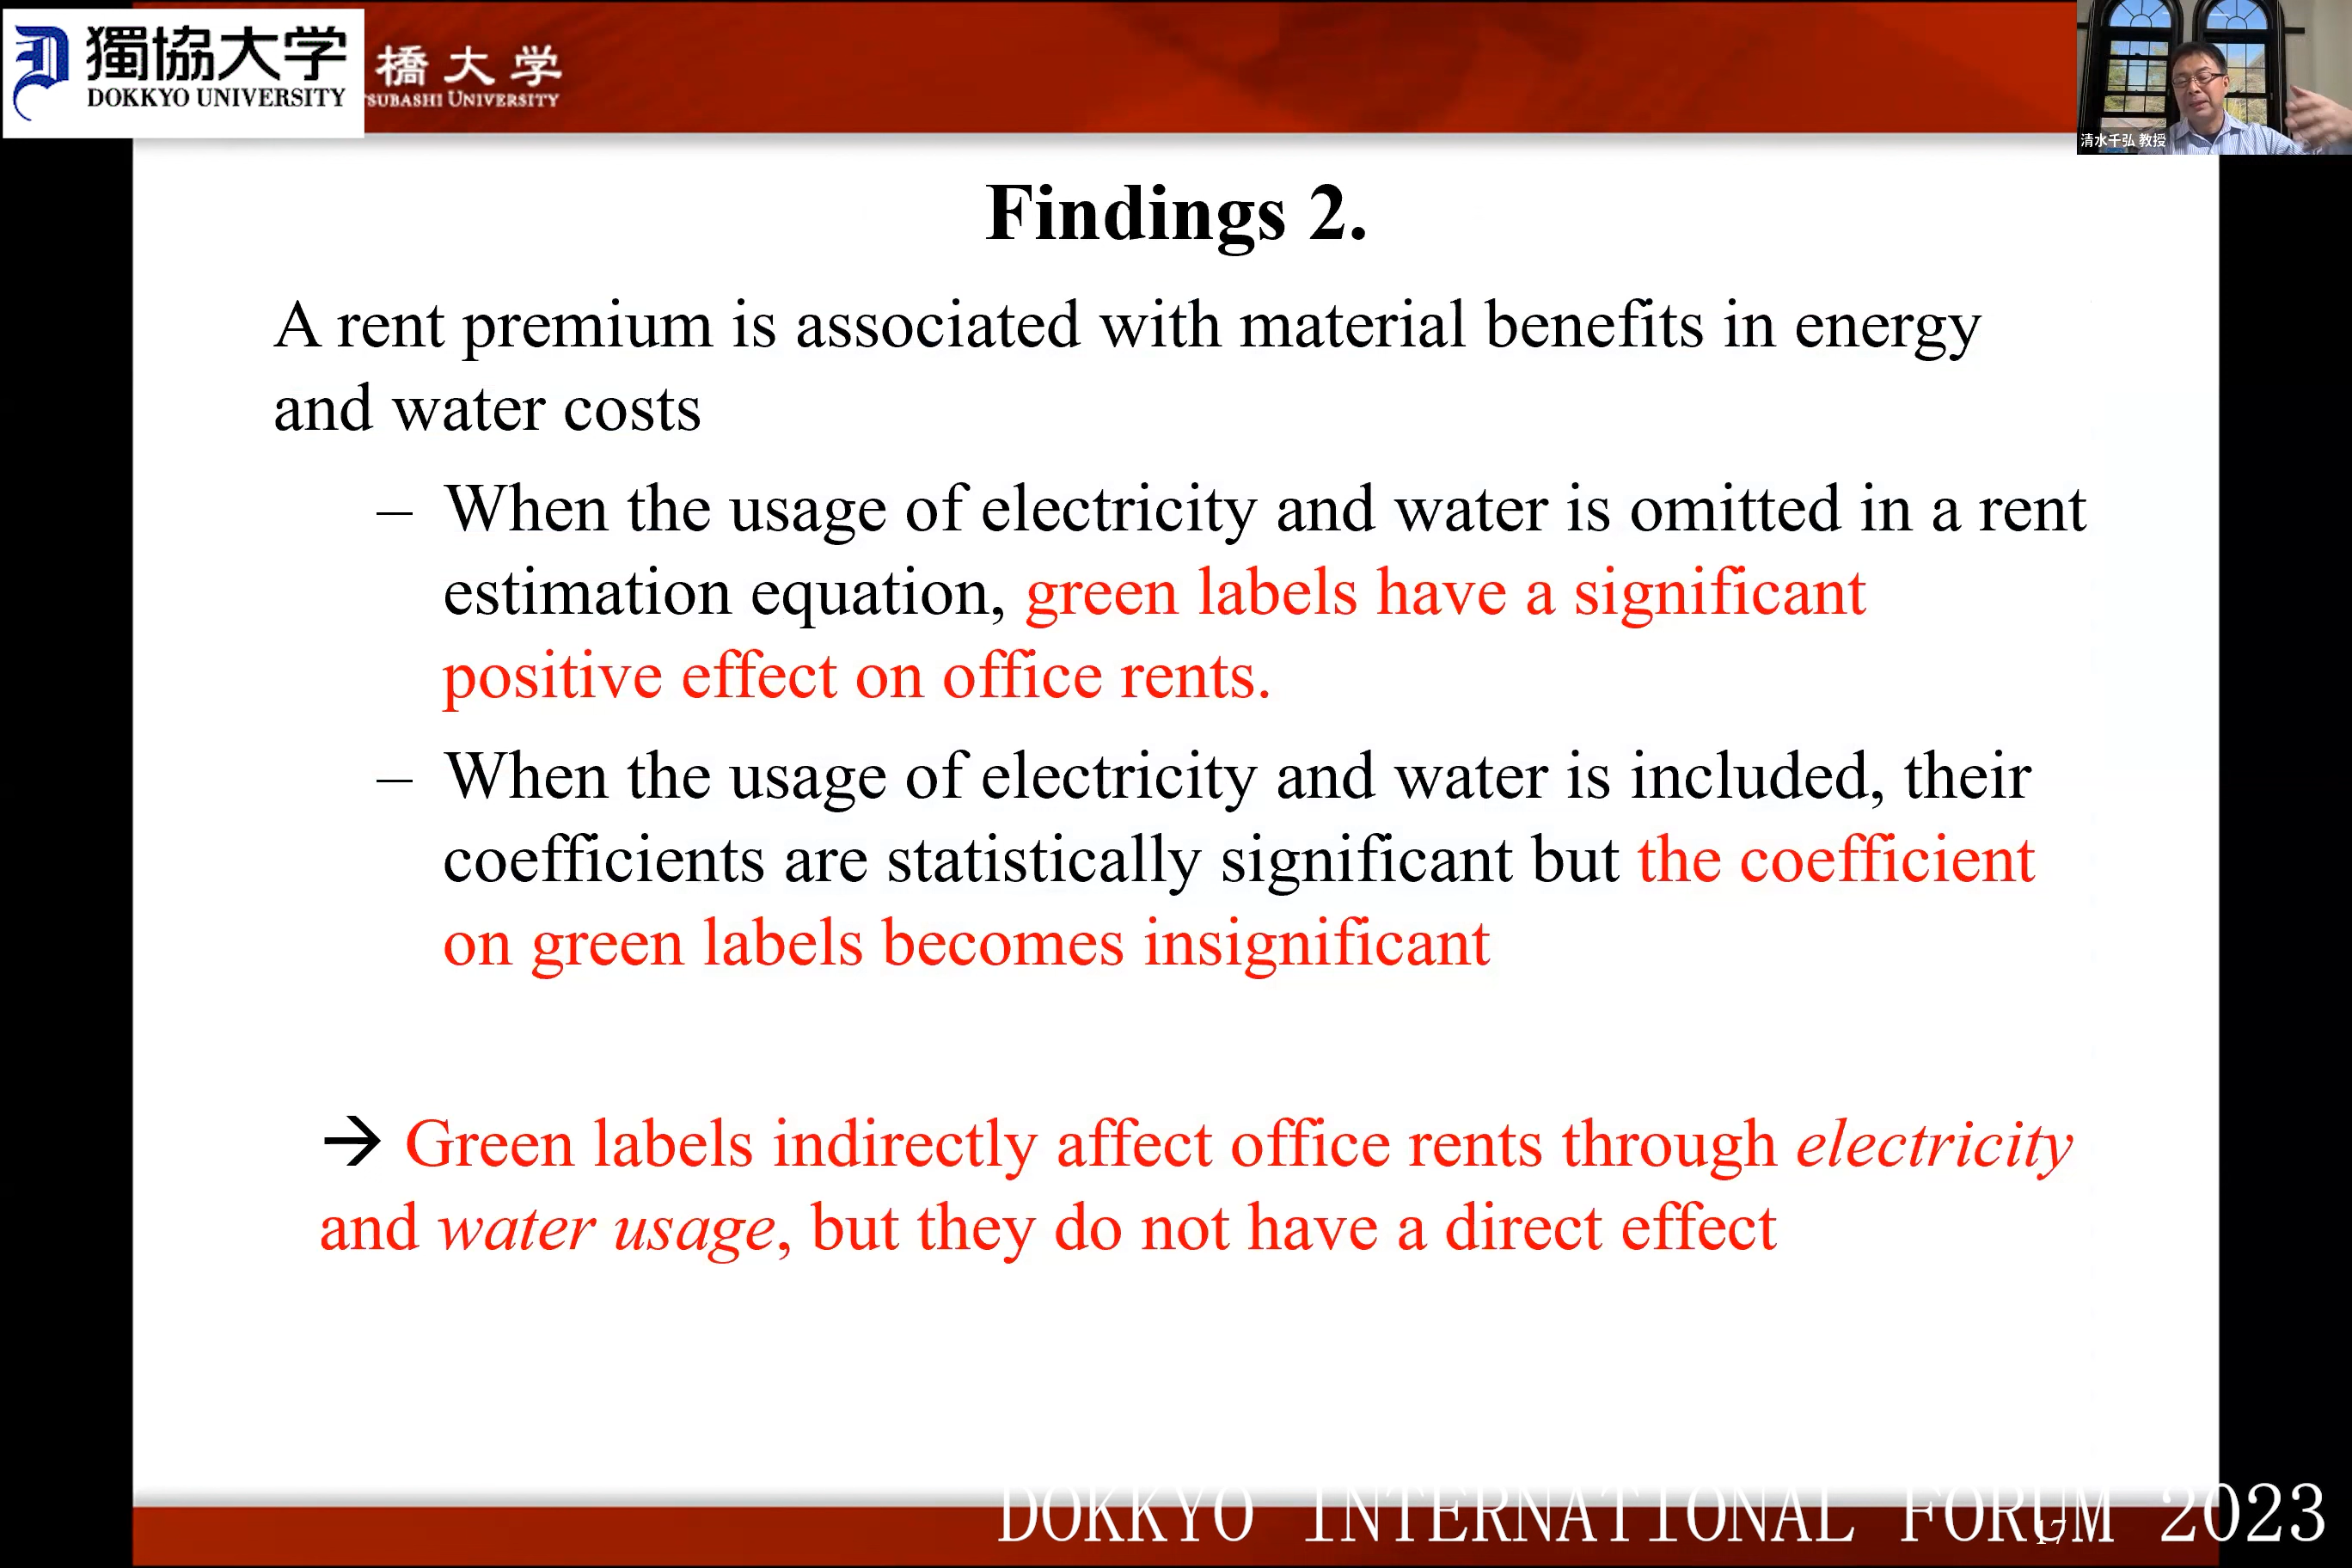 獨協大学
DOKKYO UNIVERSITY
橋大学
TSUBASHI UNIVERSITY
清水千弘 教授
Findings 2.
A rent premium is associated with material benefits in energy
and water costs
– When the usage of electricity and water is omitted in a rent
estimation equation, green labels have a significant
positive effect on office rents.
– When the usage of electricity and water is included, their
coefficients are statistically significant but the coefficient
on green labels becomes insignificant
→ Green labels indirectly affect office rents through electricity
and water usage, but they do not have a direct effect
DOKKYO INTERNATIONAL FORUM 2023
17